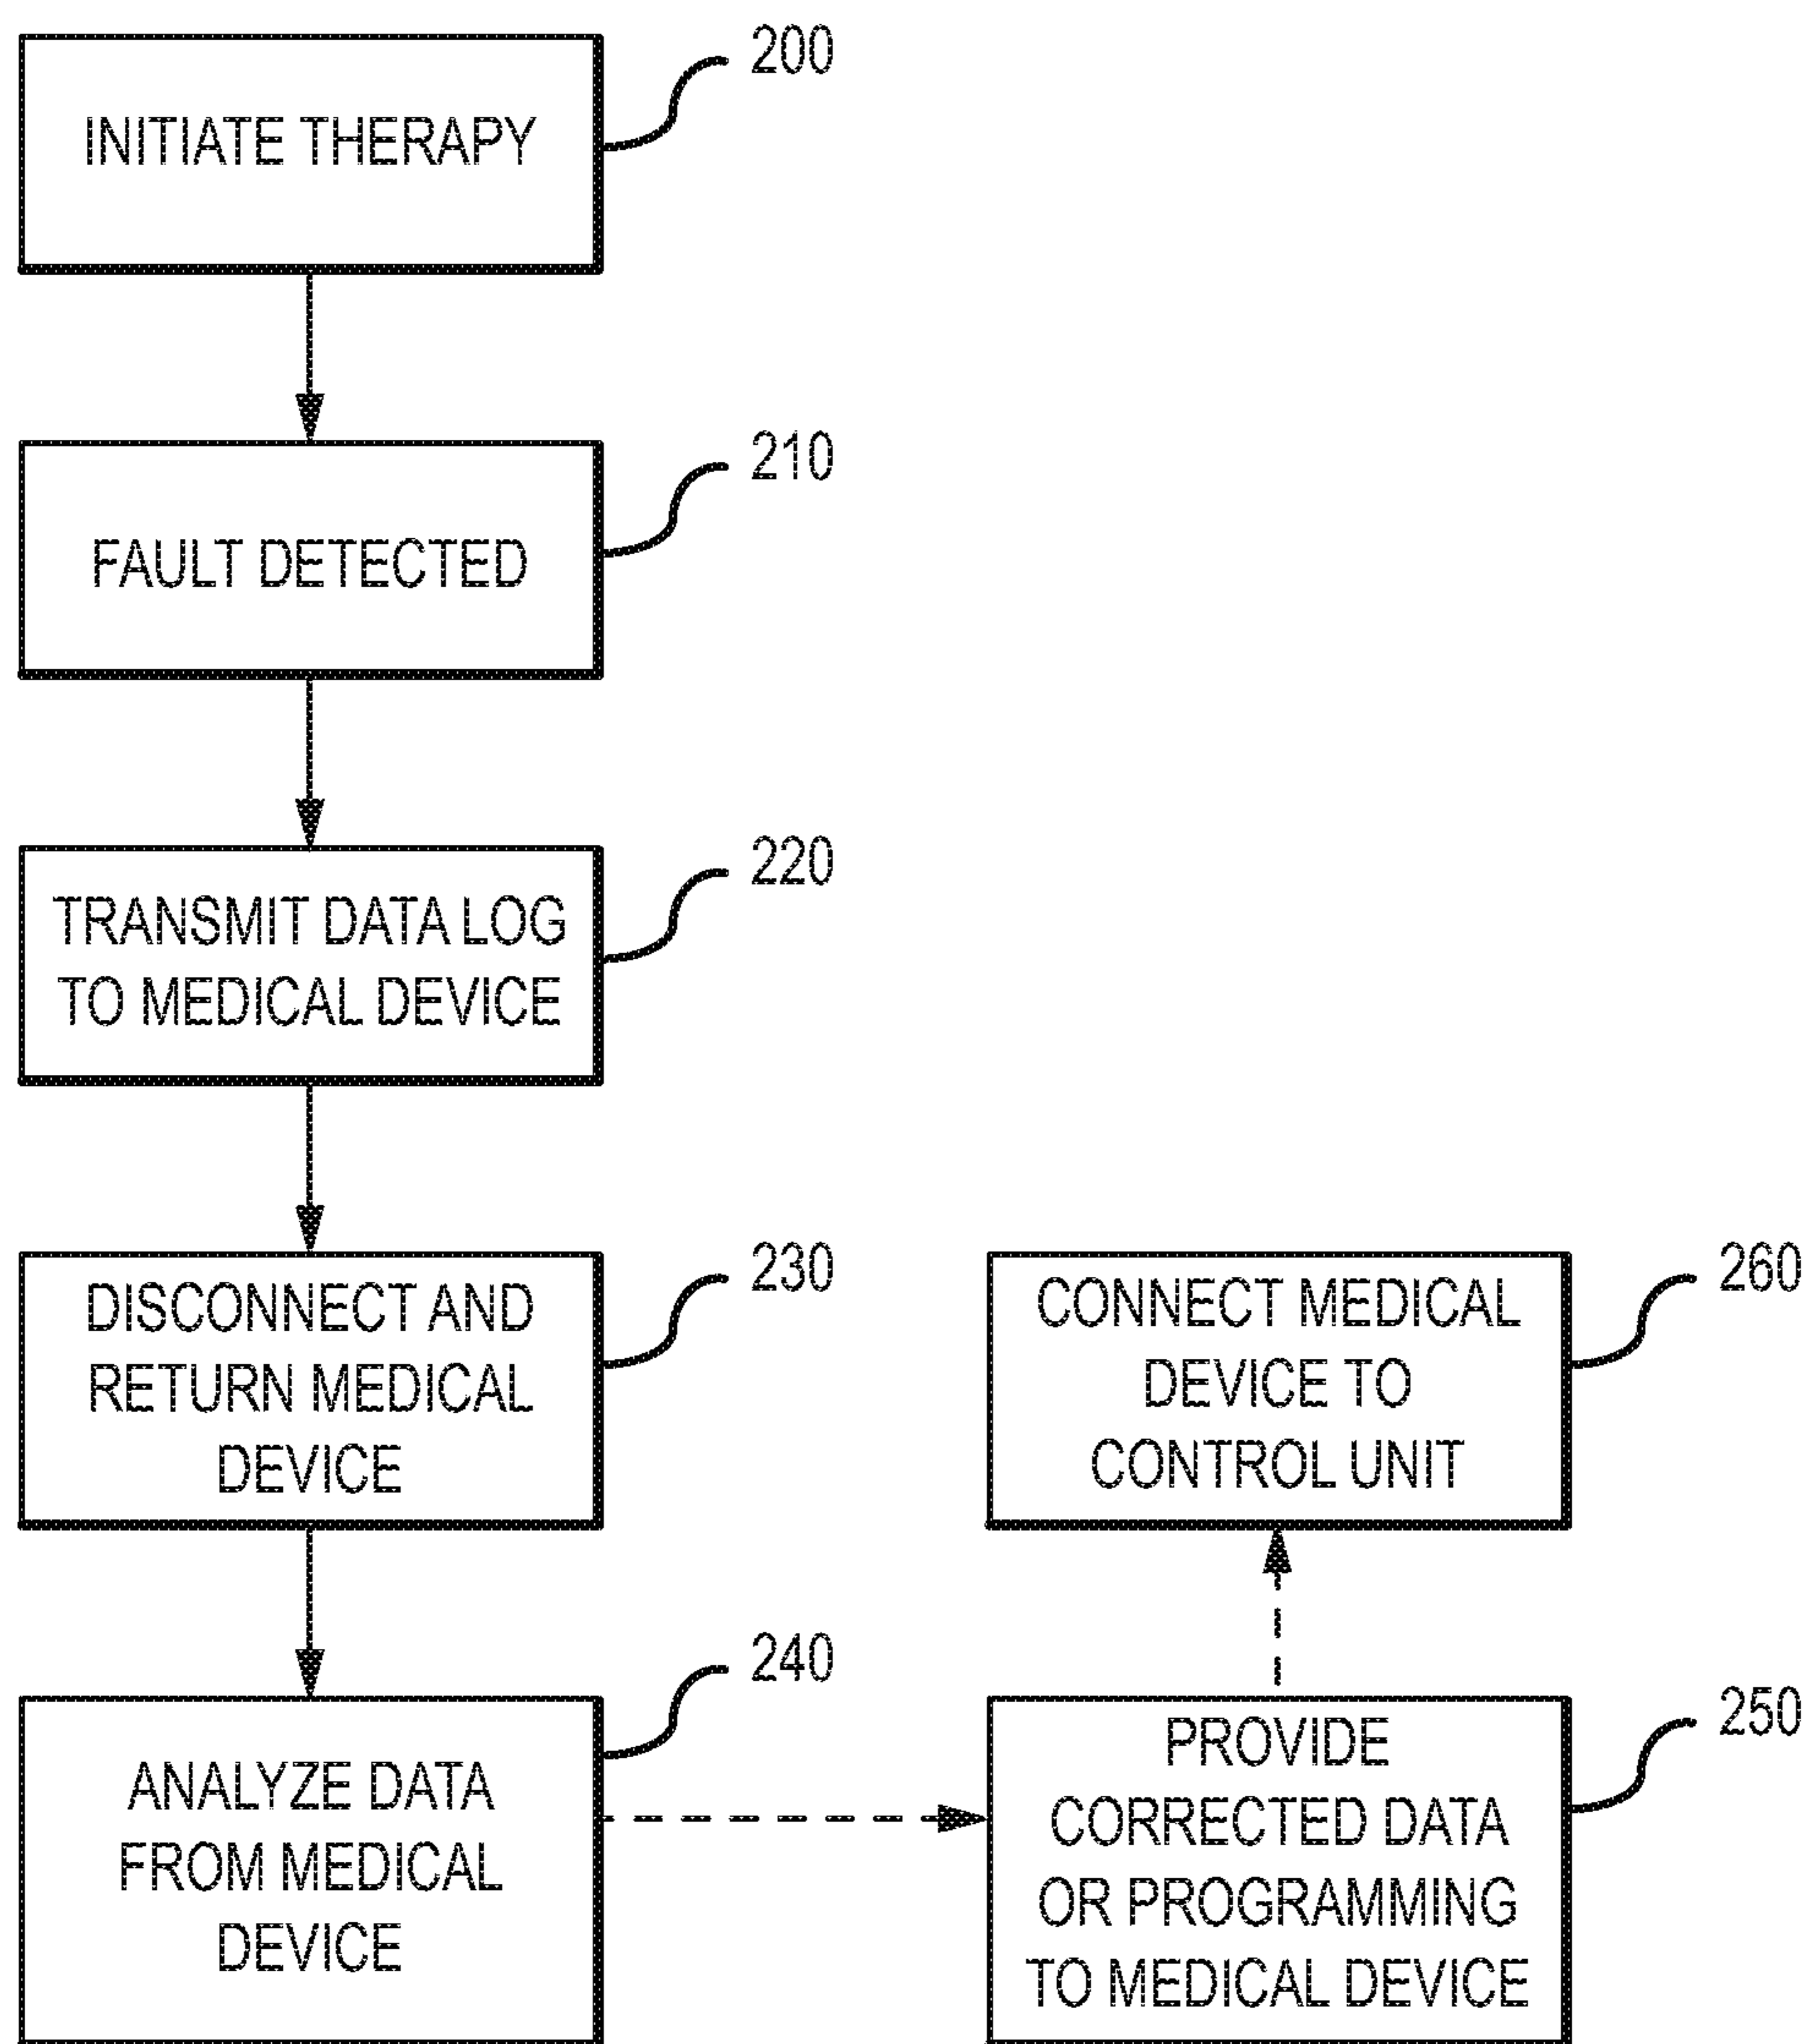 INITIATE THERAPY
200
FAULT DETECTED
210
TRANSMIT DATA LOG
TO MEDICAL DEVICE
220
DISCONNECT AND
RETURN MEDICAL
DEVICE
230
ANALYZE DATA
FROM MEDICAL
DEVICE
240
PROVIDE
CORRECTED DATA
OR PROGRAMMING
TO MEDICAL DEVICE
250
CONNECT MEDICAL
DEVICE TO
CONTROL UNIT
260